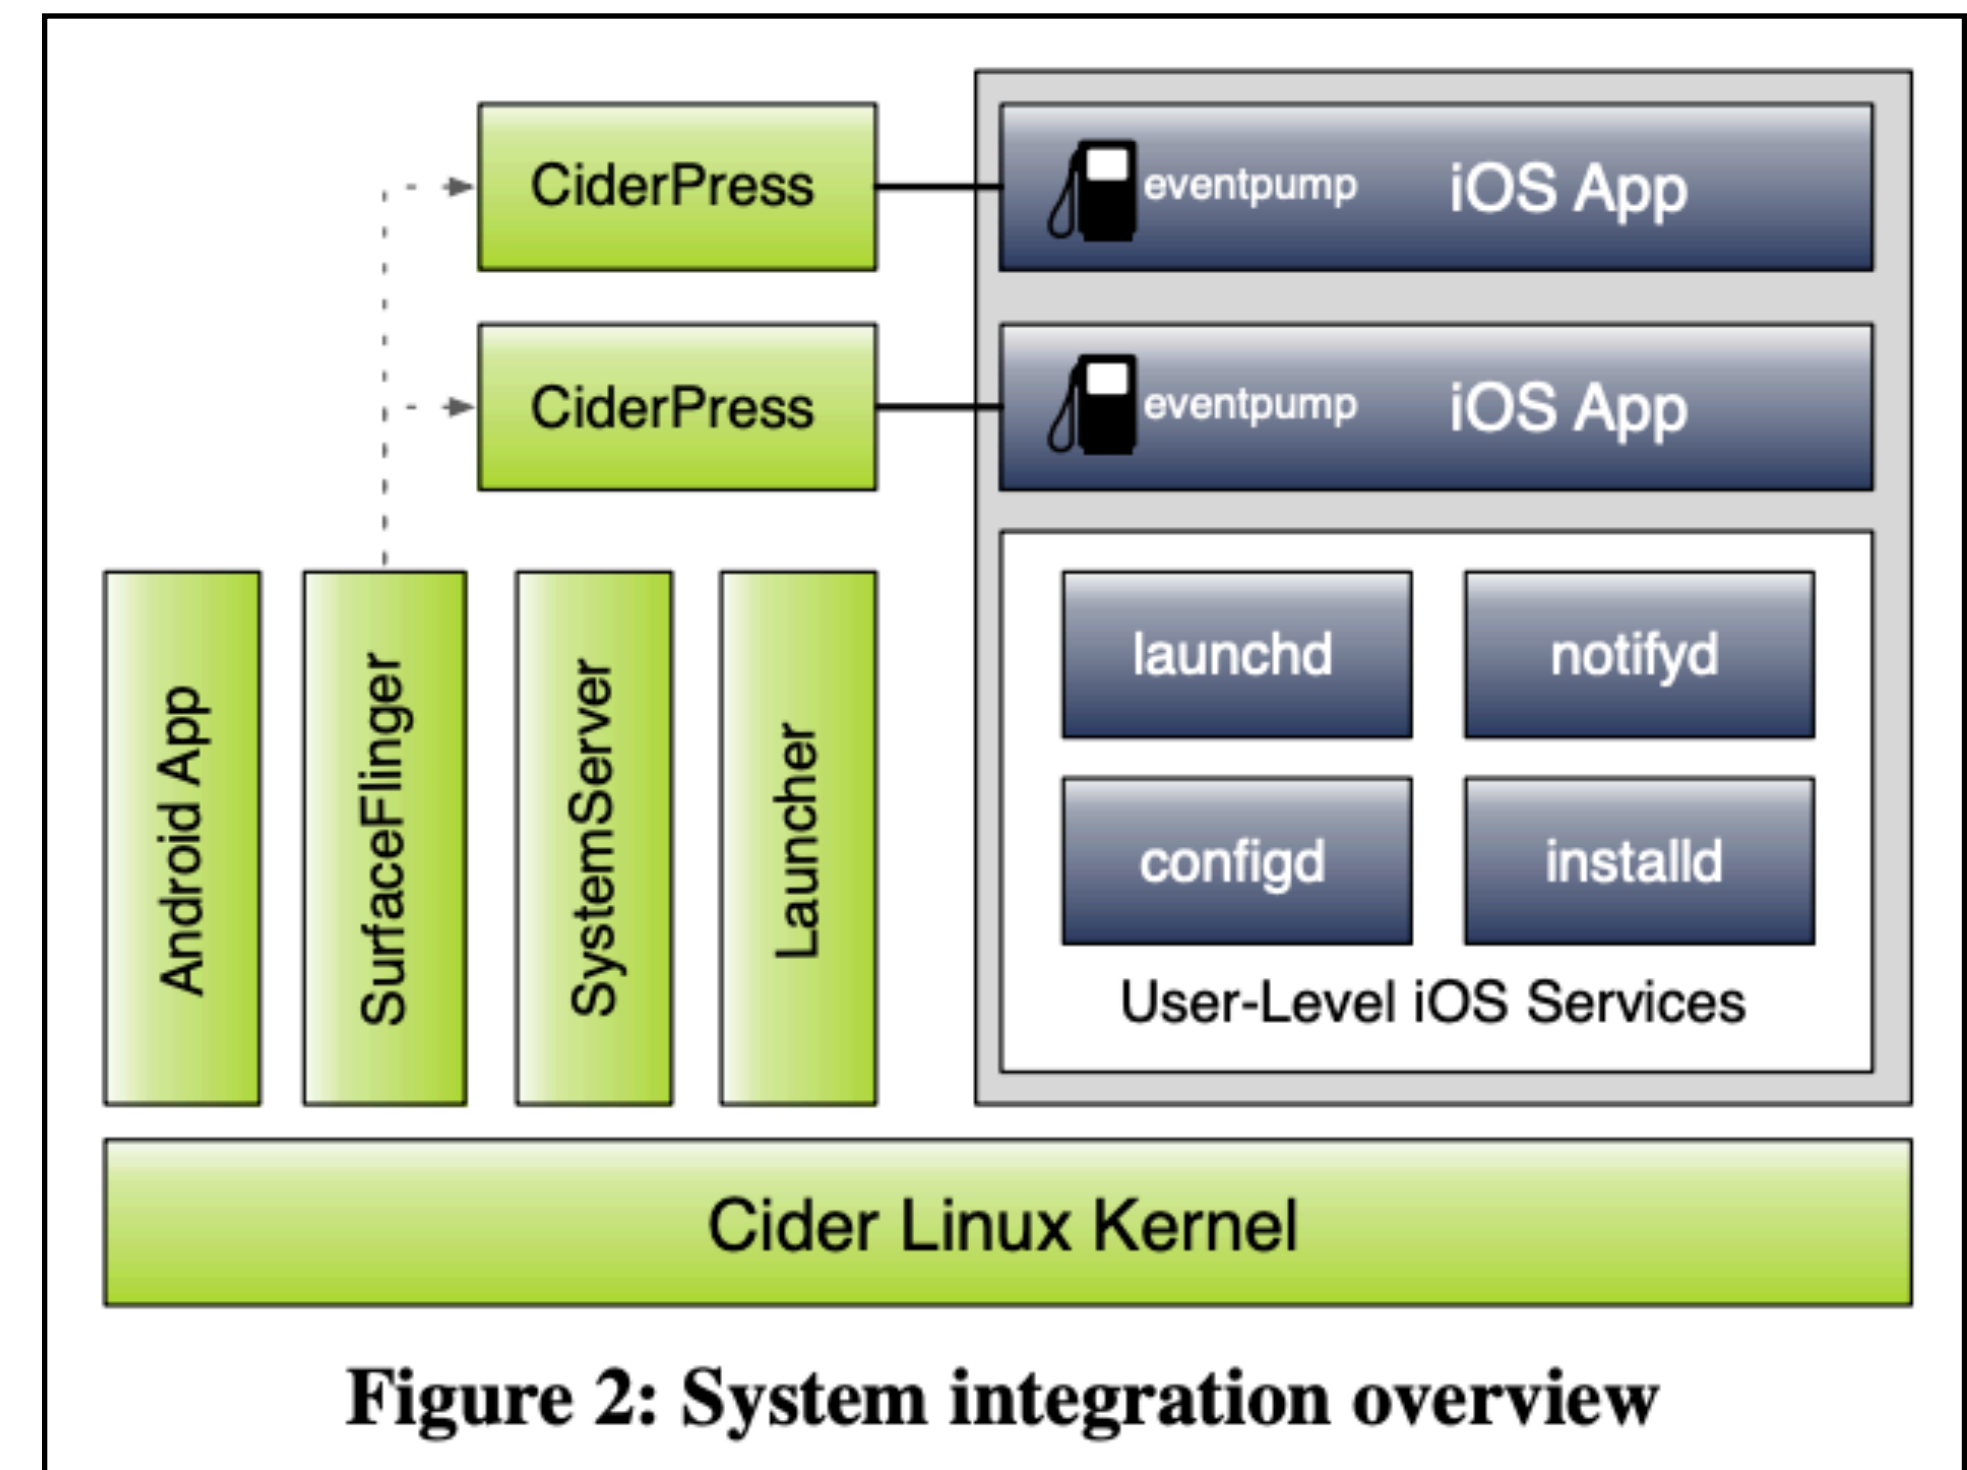 CiderPress
eventpump iOS App
CiderPress
eventpump iOS App
Android App
SurfaceFlinger
SystemServer
Launcher
launchd
notifyd
configd
installd
User-Level iOS Services
Cider Linux Kernel
Figure 2: System integration overview